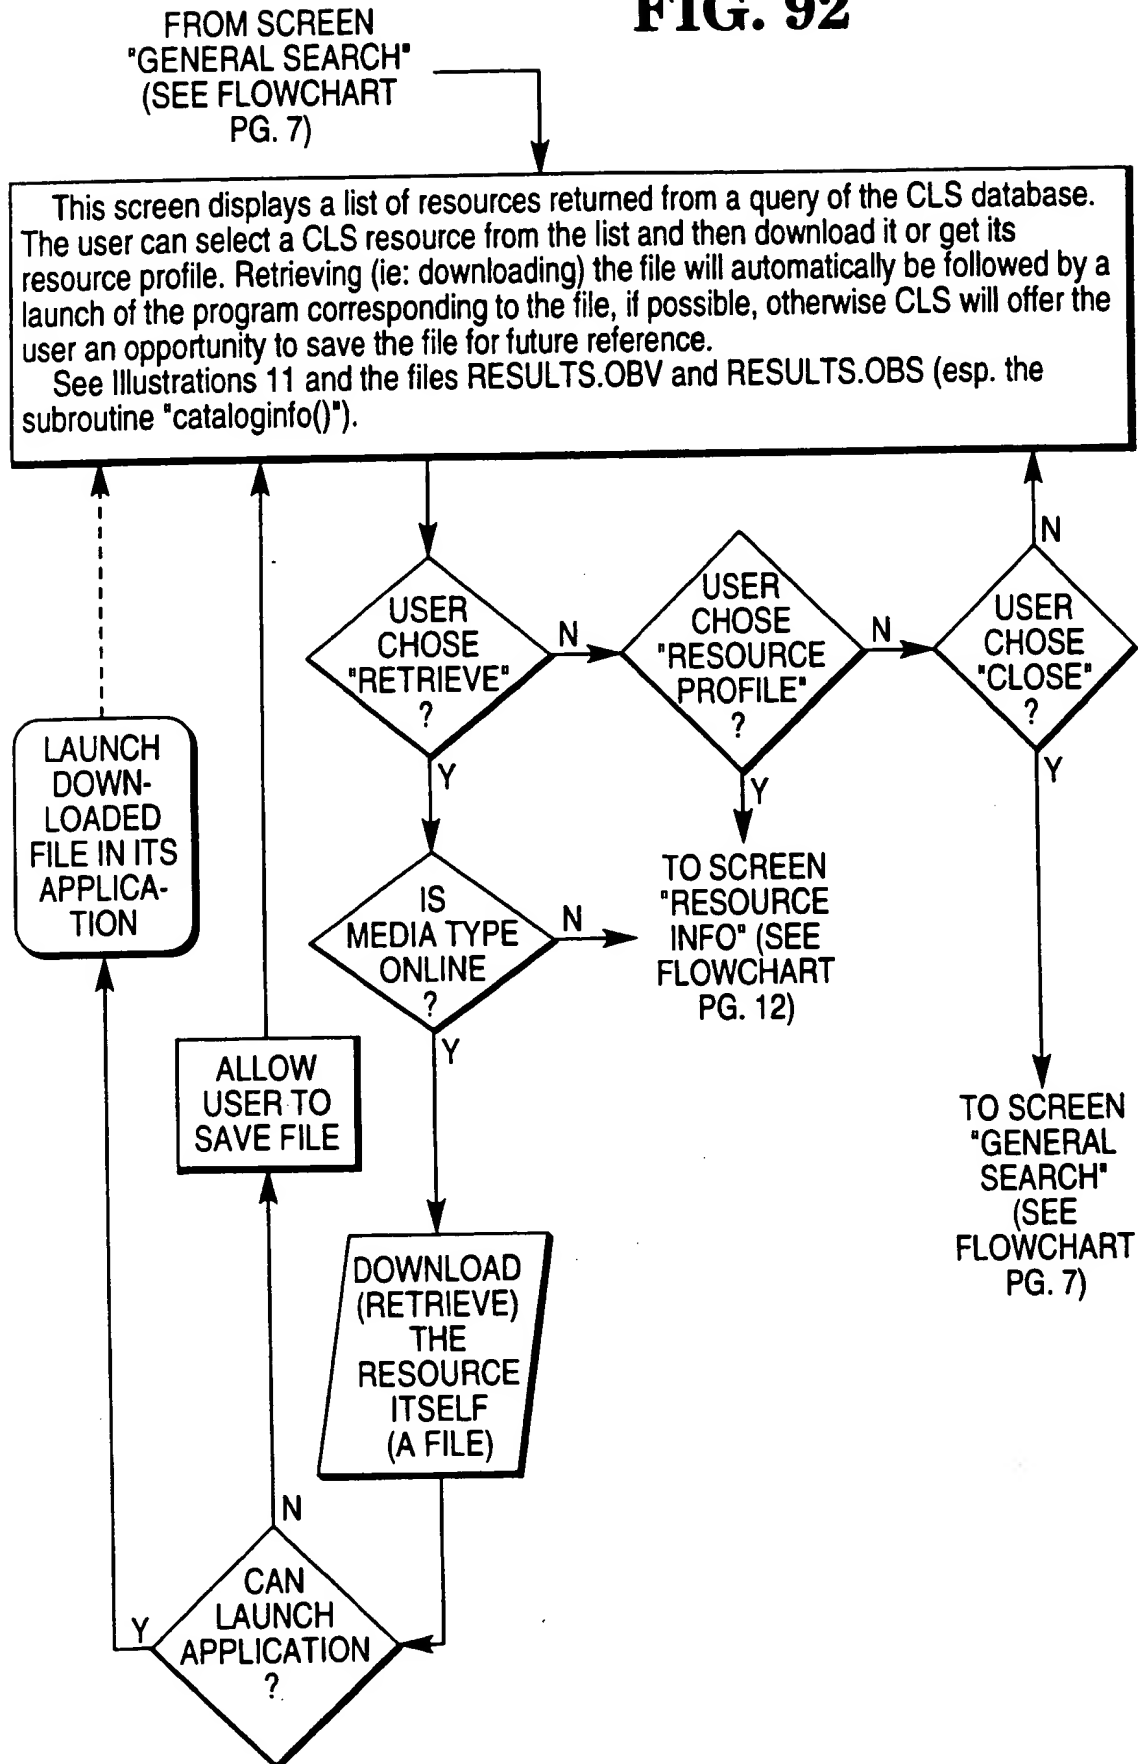 FIG. 92
FROM SCREEN
"GENERAL SEARCH"
(SEE FLOWCHART
PG. 7)
This screen displays a list of resources returned from a query of the CLS database.
The user can select a CLS resource from the list and then download it or get its
resource profile. Retrieving (ie: downloading) the file will automatically be followed by a
launch of the program corresponding to the file, if possible, otherwise CLS will offer the
user an opportunity to save the file for future reference.
See Illustrations 11 and the files RESULTS.OBV and RESULTS.OBS (esp. the
subroutine "cataloginfo()").
USER
CHOSE
"RETRIEVE"
?
N
Y
USER
CHOSE
"RESOURCE
PROFILE"
?
N
Y
USER
CHOSE
"CLOSE"
?
N
Y
LAUNCH
DOWN-
LOADED
FILE IN ITS
APPLICA-
TION
IS
MEDIA TYPE
ONLINE
?
N
Y
TO SCREEN
"RESOURCE
INFO" (SEE
FLOWCHART
PG. 12)
ALLOW
USER TO
SAVE FILE
TO SCREEN
"GENERAL
SEARCH"
(SEE
FLOWCHART
PG. 7)
DOWNLOAD
(RETRIEVE)
THE
RESOURCE
ITSELF
(A FILE)
CAN
LAUNCH
APPLICATION
?
N
Y